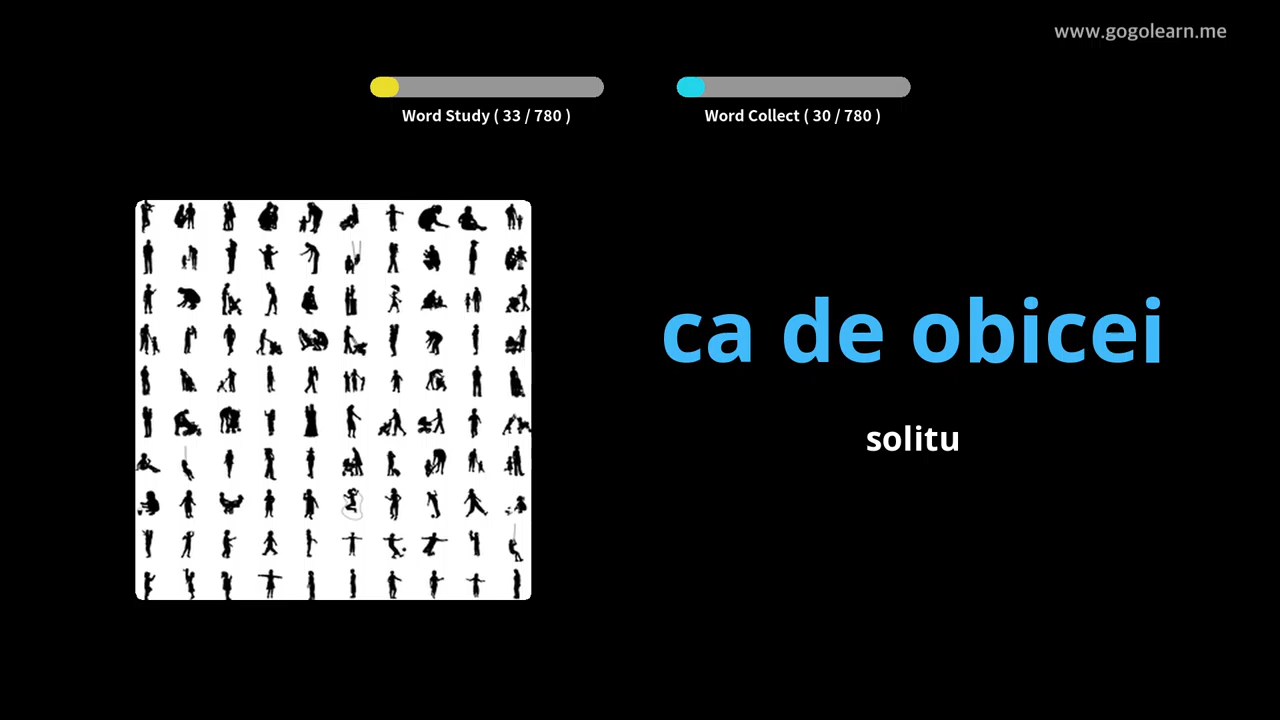 www.gogolearn.me
Word Study ( 33 / 780 )
Word Collect ( 30 / 780 )
ca de obicei
solitu